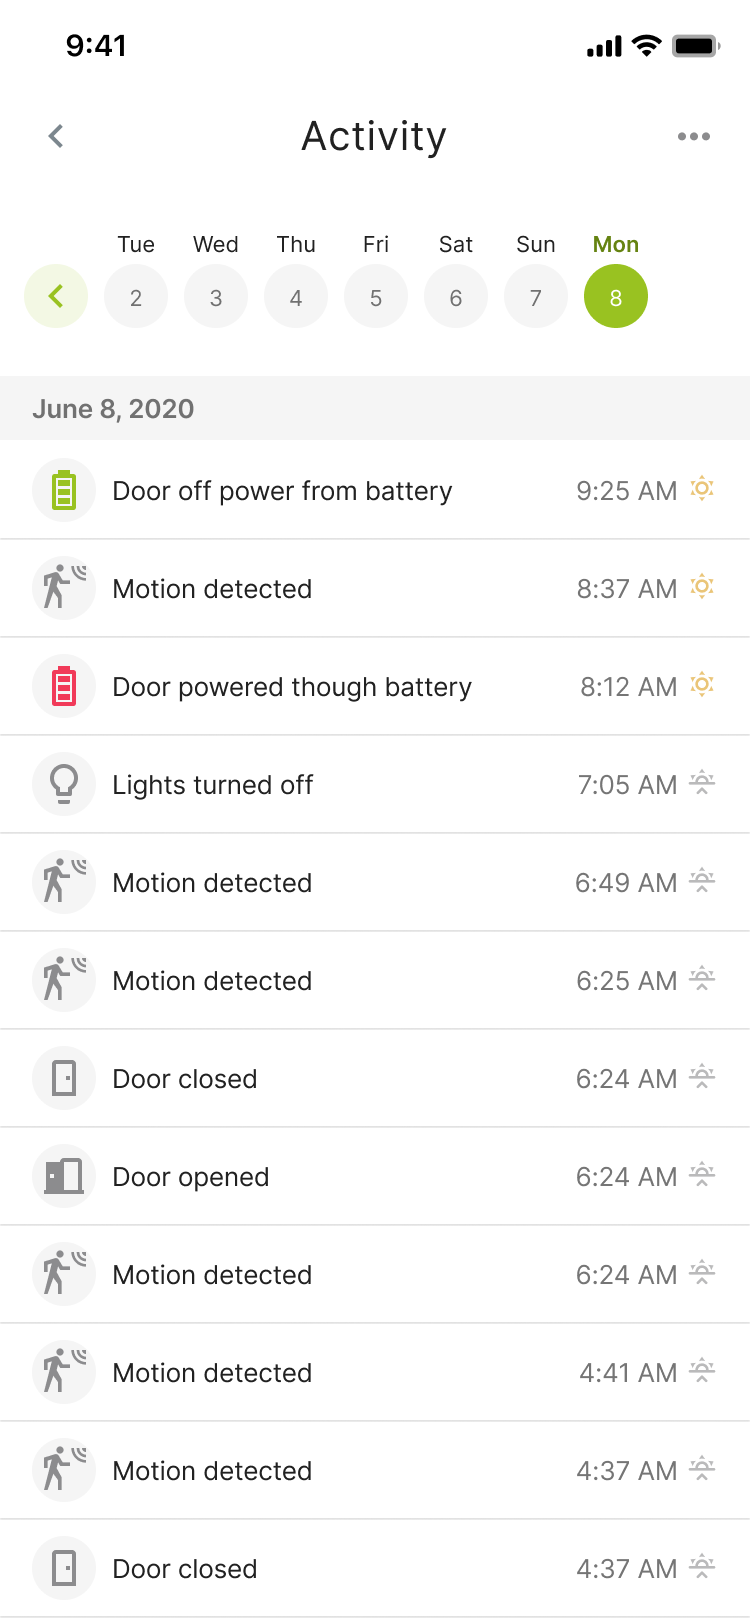 9:41
Activity
Tue Wed Thu Fri Sat Sun Mon
2 3 4 5 6 7 8
June 8, 2020
Door off power from battery 9:25 AM
Motion detected 8:37 AM
Door powered though battery 8:12 AM
Lights turned off 7:05 AM
Motion detected 6:49 AM
Motion detected 6:25 AM
Door closed 6:24 AM
Door opened 6:24 AM
Motion detected 6:24 AM
Motion detected 4:41 AM
Motion detected 4:37 AM
Door closed 4:37 AM